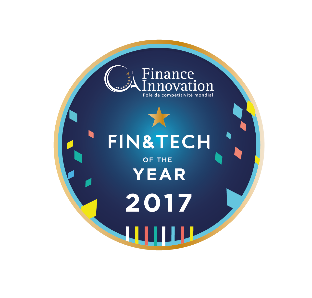 Finance
Innovation
Pôle de compétitivité mondial
FIN&TECH
OF THE
YEAR
2017